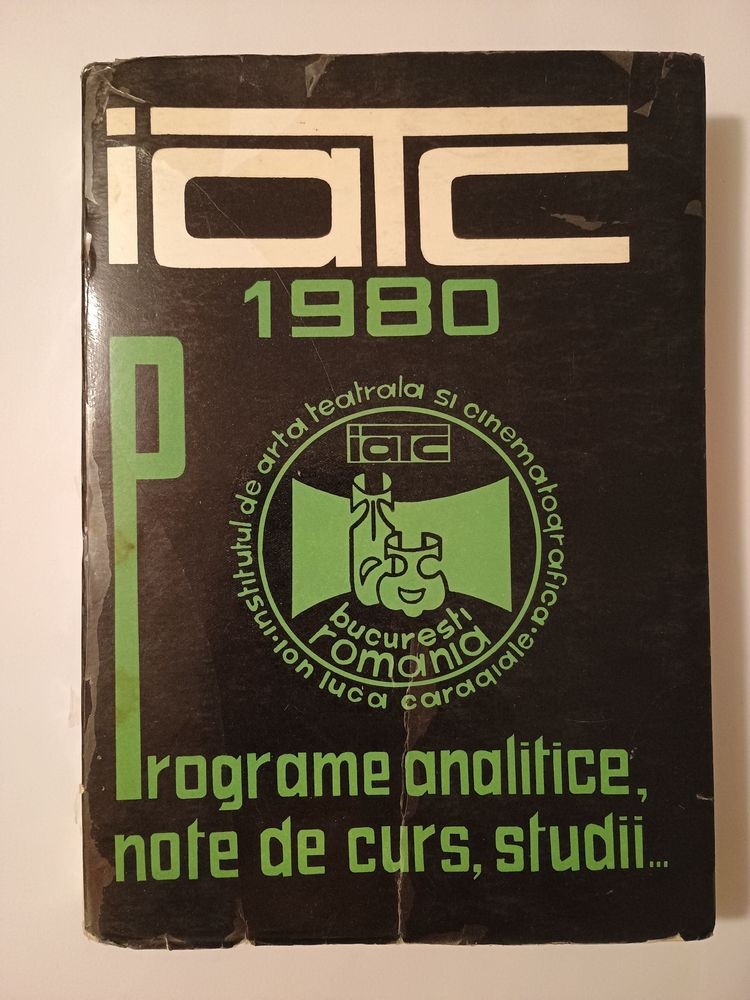 iatc
1980
institutul de arta teatrala si cinematografica
ion luca caragiale
iatc
bucuresti
romania
Programe analitice,
note de curs, studii...